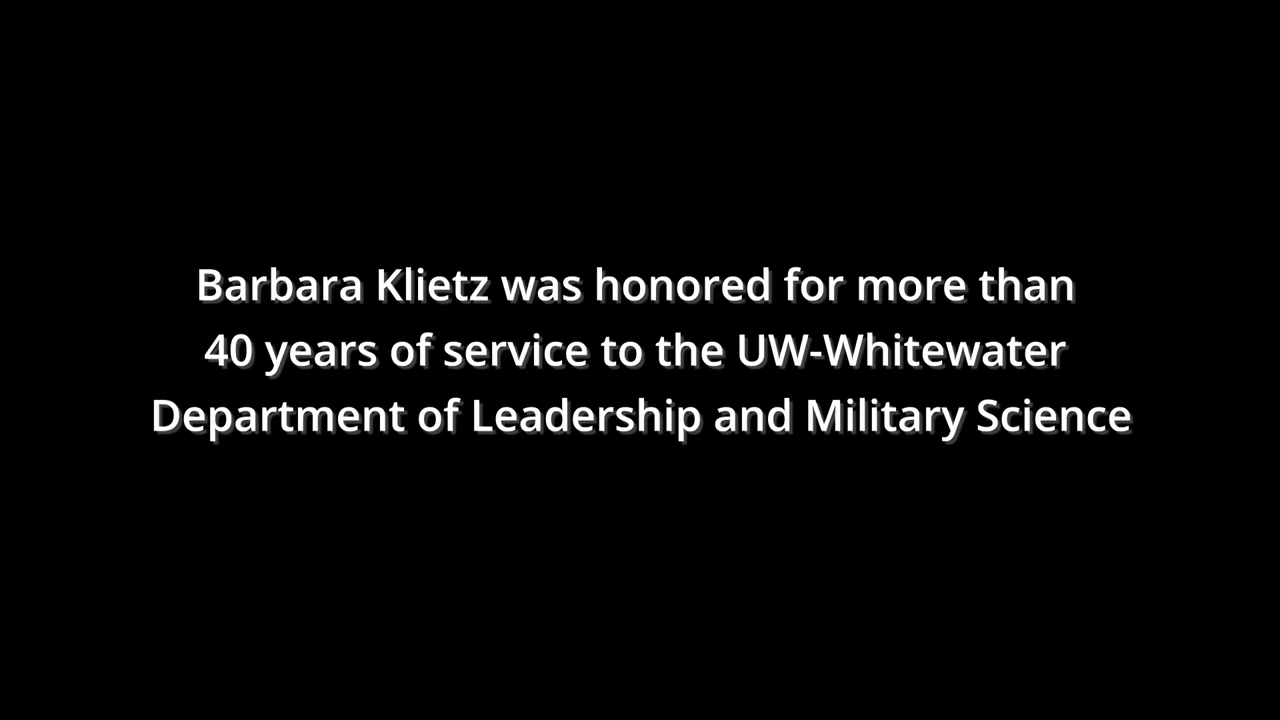 Barbara Klietz was honored for more than
40 years of service to the UW-Whitewater
Department of Leadership and Military Science